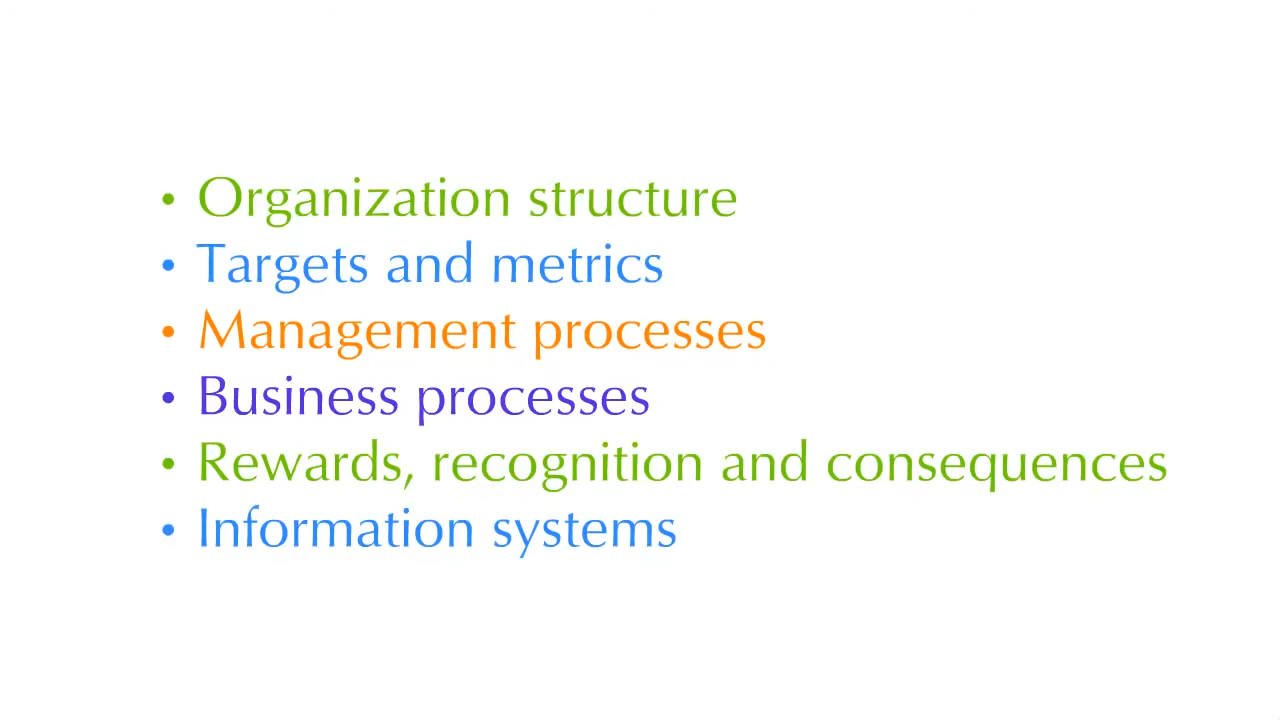 • Organization structure
• Targets and metrics
• Management processes
• Business processes
• Rewards, recognition and consequences
• Information systems